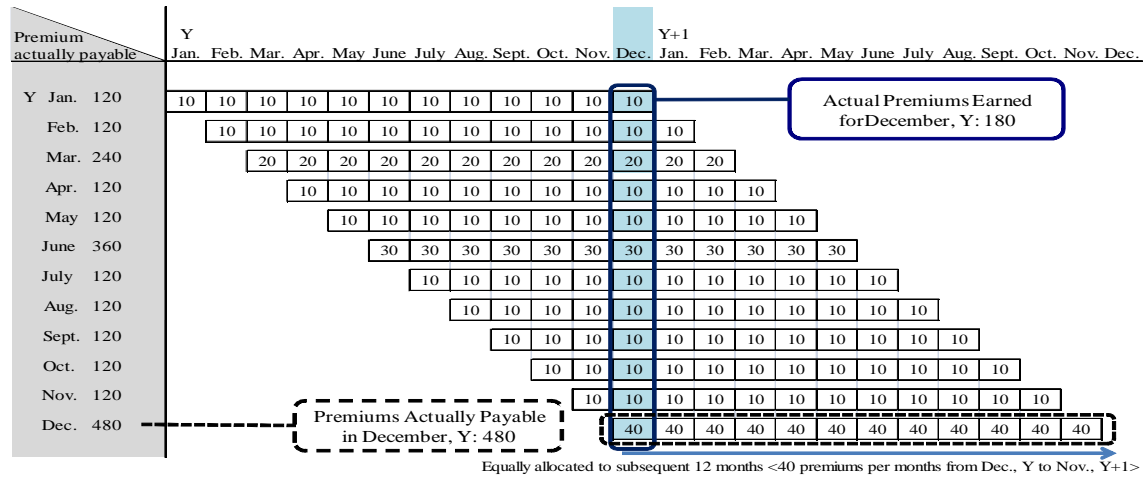 Y Y+1
Premium
actually payable Jan. Feb. Mar. Apr. May June July Aug. Sept. Oct. Nov. Dec. Jan. Feb. Mar. Apr. May June July Aug. Sept. Oct. Nov. Dec.
Y Jan. 120 10 10 10 10 10 10 10 10 10 10 10 10
Actual Premiums Earned
forDecember, Y: 180
Feb. 120 10 10 10 10 10 10 10 10 10 10 10 10
Mar. 240 20 20 20 20 20 20 20 20 20 20 20 20
Apr. 120 10 10 10 10 10 10 10 10 10 10 10 10
May 120 10 10 10 10 10 10 10 10 10 10 10 10
June 360 30 30 30 30 30 30 30 30 30 30 30 30
July 120 10 10 10 10 10 10 10 10 10 10 10 10
Aug. 120 10 10 10 10 10 10 10 10 10 10 10 10
Sept. 120 10 10 10 10 10 10 10 10 10 10 10 10
Oct. 120 10 10 10 10 10 10 10 10 10 10 10 10
Nov. 120 10 10 10 10 10 10 10 10 10 10 10 10
Dec. 480 40 40 40 40 40 40 40 40 40 40 40 40
Premiums Actually Payable
in December, Y: 480
Equally allocated to subsequent 12 months <40 premiums per months from Dec., Y to Nov., Y+1>